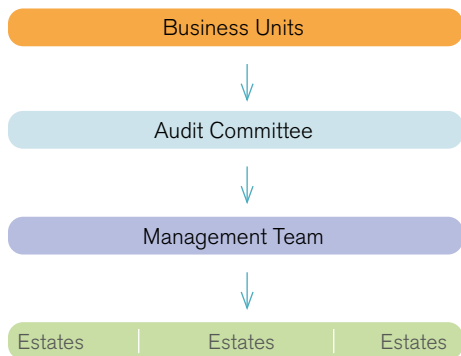 Business Units
Audit Committee
Management Team
Estates Estates Estates